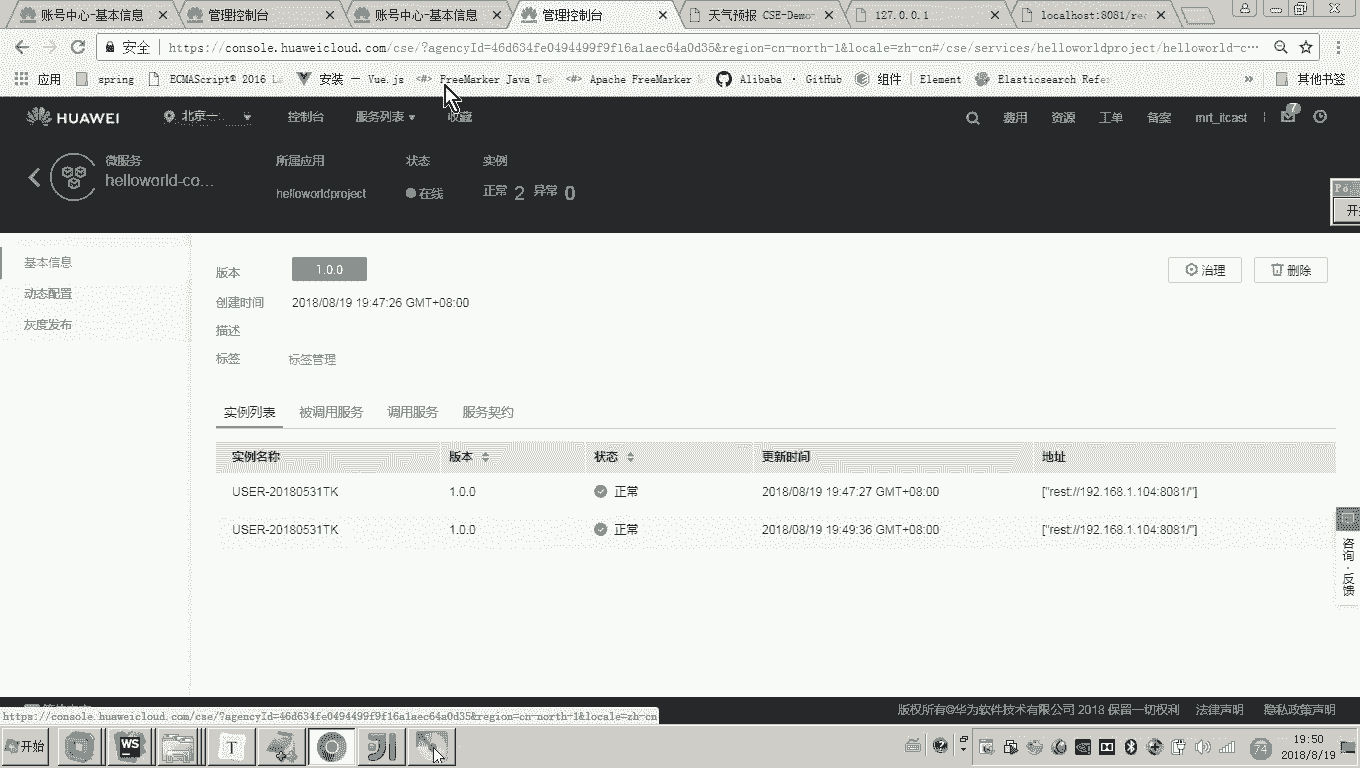 账号中心-基本信息 管理控制台 账号中心-基本信息 管理控制台 天气预报 CSE-Demo 127.0.0.1 localhost:8081/re
安全 https://console.huaweicloud.com/cse/?agencyId=46d634fe0494499f9f16a1aec64a0d35&region=cn-north-1&locale=zh-cn#/cse/services/helloworldproject/helloworld-c…
应用 spring ECMAScript® 2016 安装 — Vue.js FreeMarker Java Te Apache FreeMarker Alibaba · GitHub 组件 | Element Elasticsearch Refe » 其他书签
HUAWEI 北京一 控制台 服务列表 收藏 费用 资源 工单 备案 mrt_itcast 7
微服务 所属应用 状态 实例
helloworld-co... helloworldproject 在线 正常 2 异常 0
开
基本信息
动态配置
灰度发布
版本 1.0.0 治理 删除
创建时间 2018/08/19 19:47:26 GMT+08:00
描述
标签 标签管理
实例列表 被调用服务 调用服务 服务契约
实例名称 版本 状态 更新时间 地址
USER-20180531TK 1.0.0 正常 2018/08/19 19:47:27 GMT+08:00 ["rest://192.168.1.104:8081/"]
USER-20180531TK 1.0.0 正常 2018/08/19 19:49:36 GMT+08:00 ["rest://192.168.1.104:8081/"]
咨询·反馈
https://console.huaweicloud.com/cse/?agencyId=46d634fe0494499f9f16a1aec64a0d35&region=cn-north-1&locale=zh-cn
版权所有©华为软件技术有限公司 2018 保留一切权利 法律声明 隐私政策声明
开始 WS T 74 19:50
2018/8/19